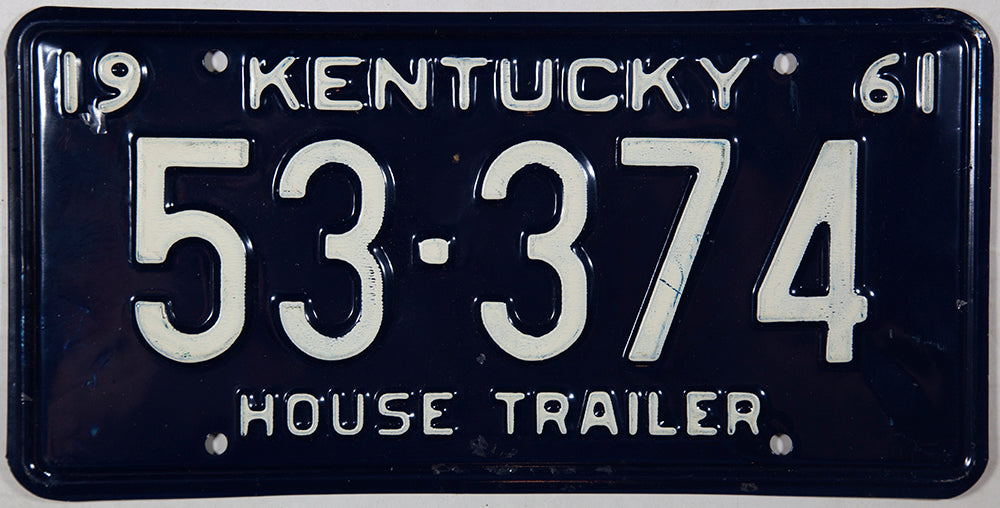 19 KENTUCKY 61
53·374
HOUSE TRAILER